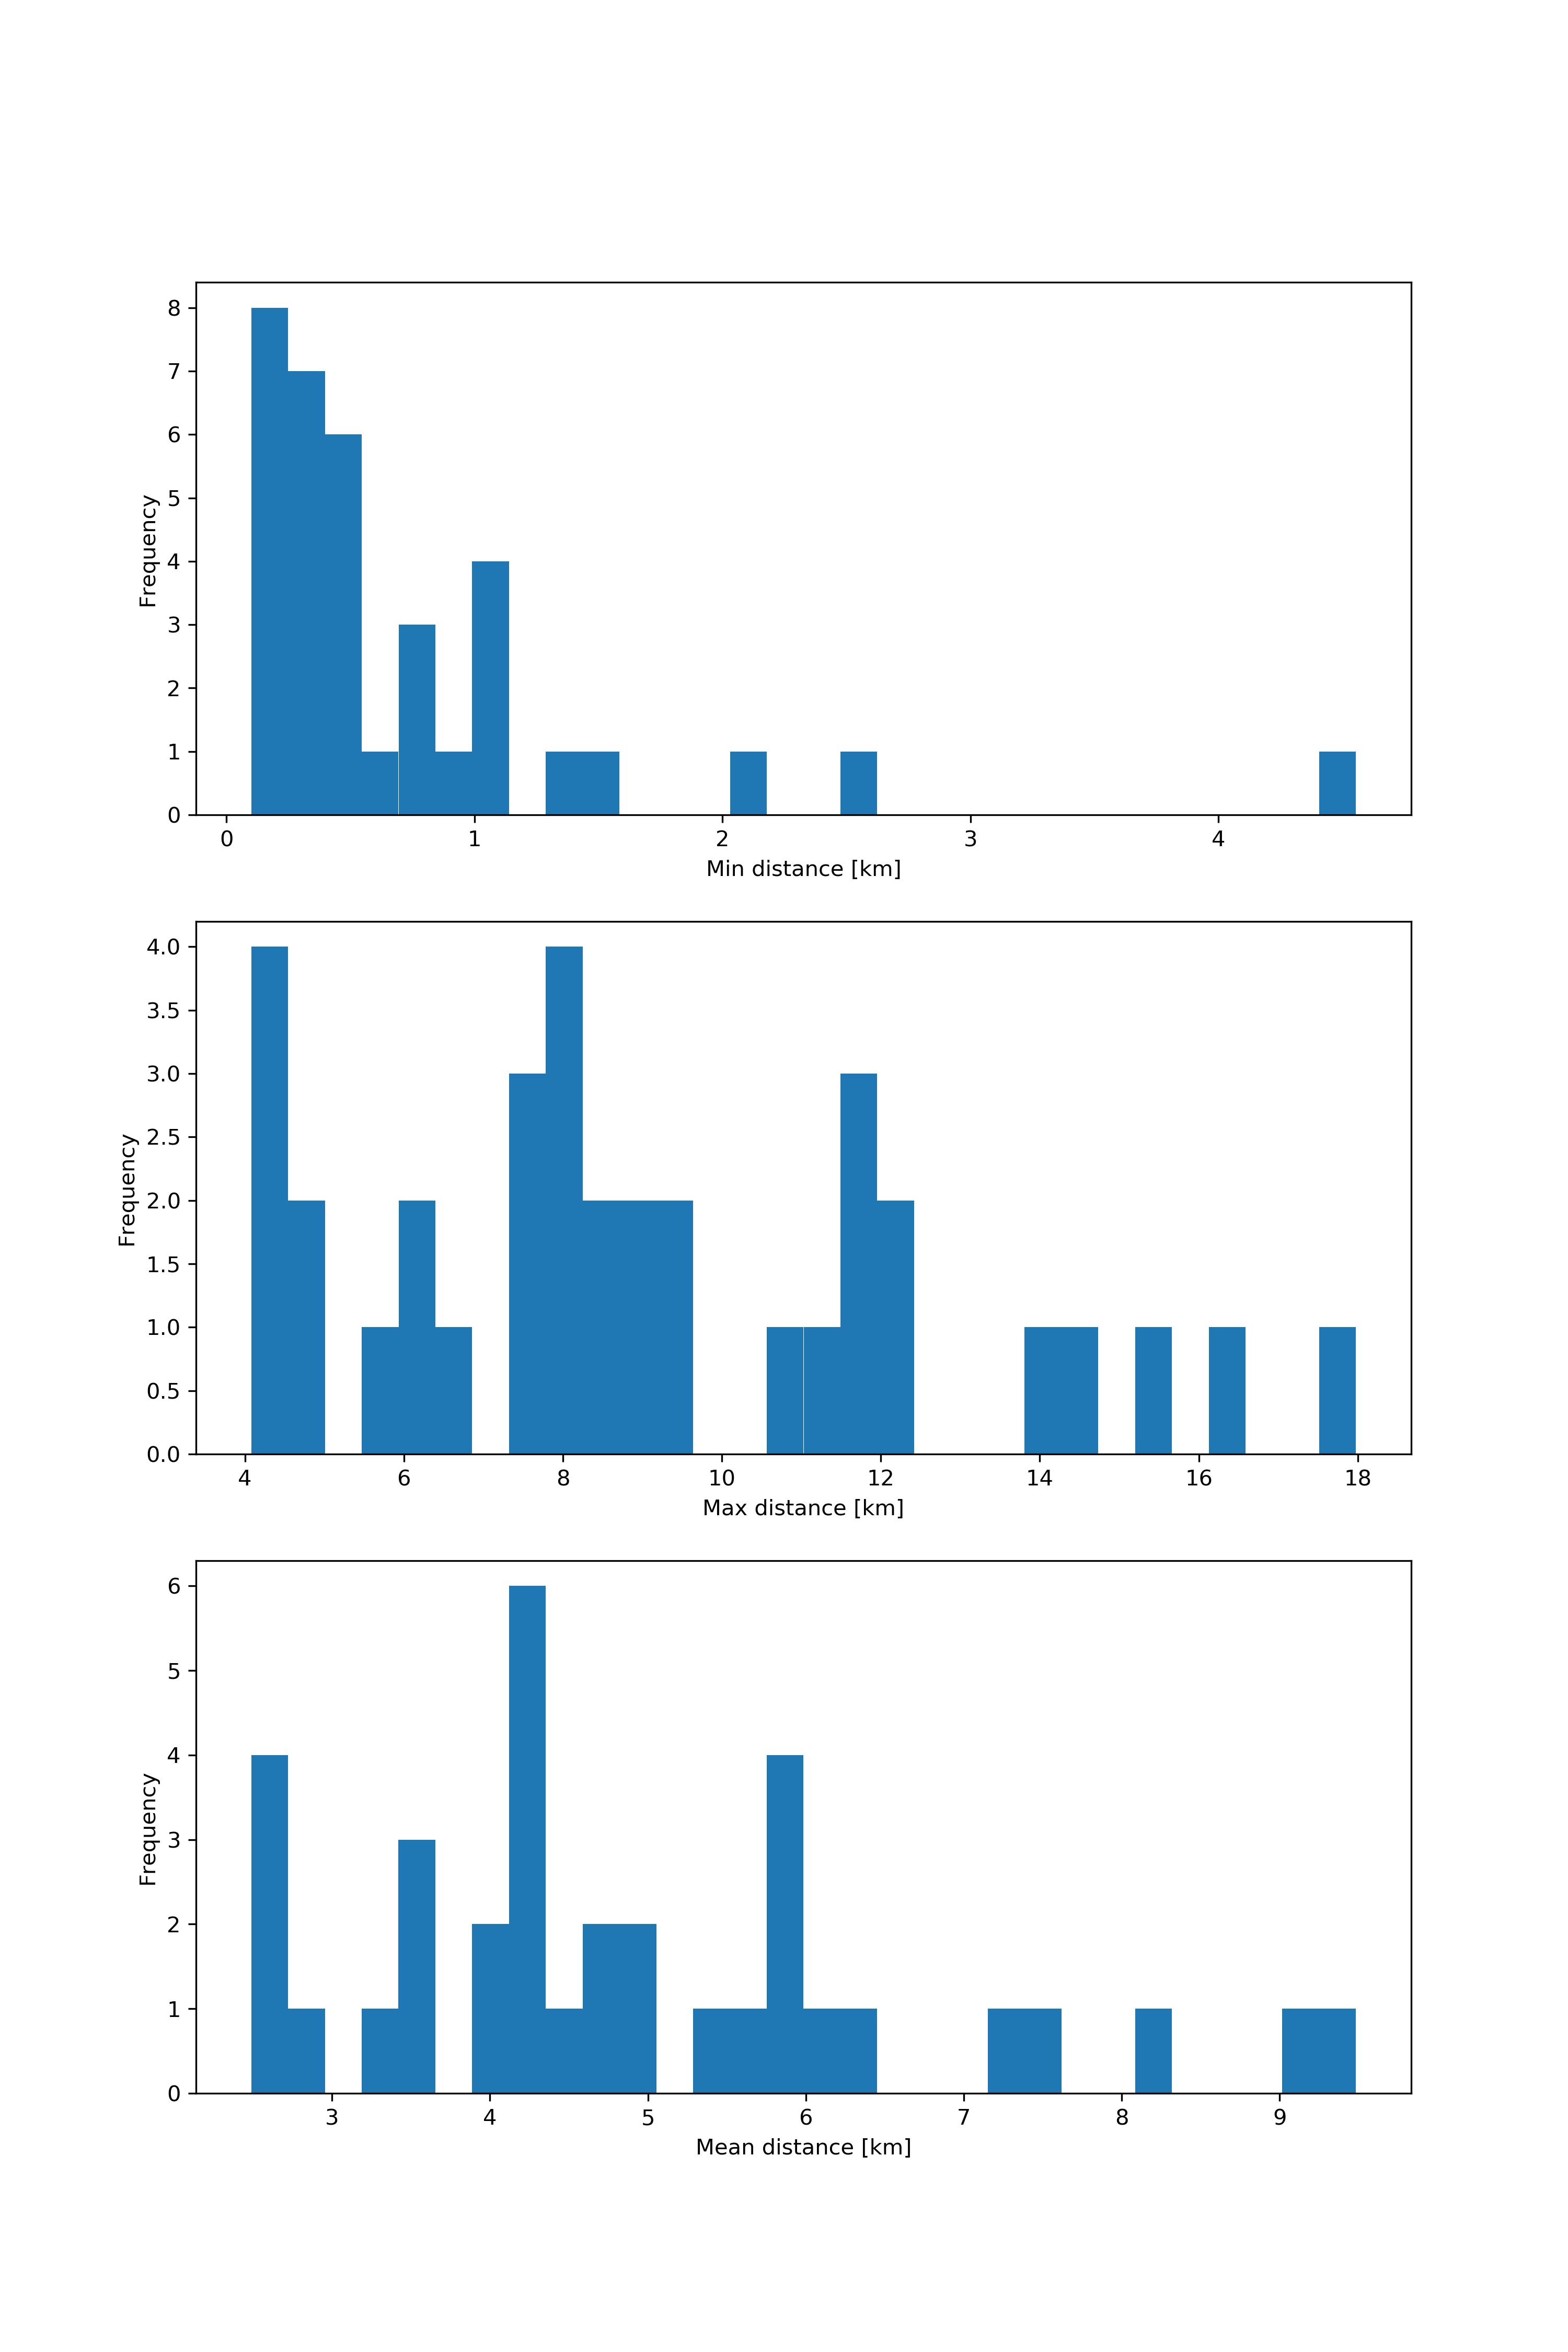 8
7
6
5
4
3
2
1
0
Frequency
0 1 2 3 4
Min distance [km]
4.0
3.5
3.0
2.5
2.0
1.5
1.0
0.5
0.0
Frequency
4 6 8 10 12 14 16 18
Max distance [km]
6
5
4
3
2
1
0
Frequency
3 4 5 6 7 8 9
Mean distance [km]